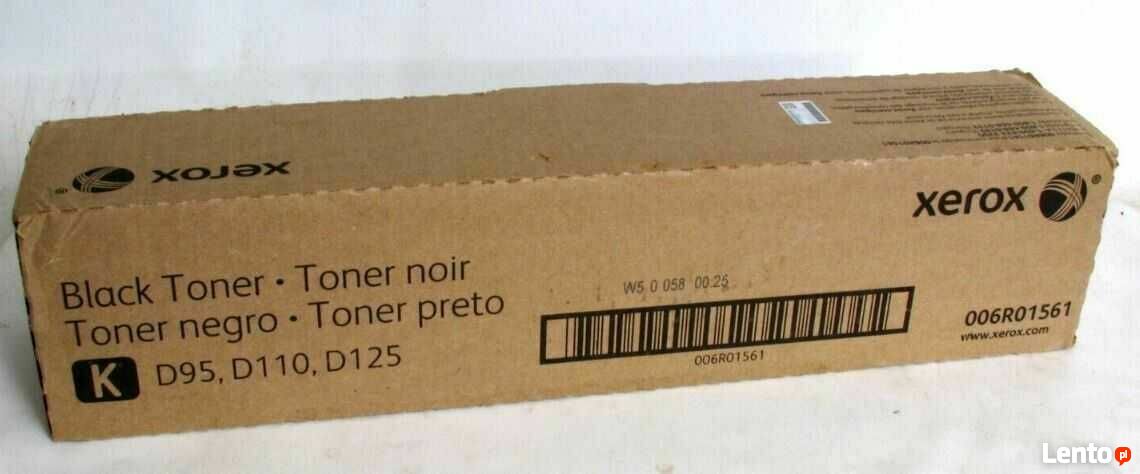 xerox ®
xerox ®
Black Toner • Toner noir
Toner negro • Toner preto
K D95, D110, D125
W5 0 058 00:25
006R01561
006R01561
www.xerox.com
Lento.pl